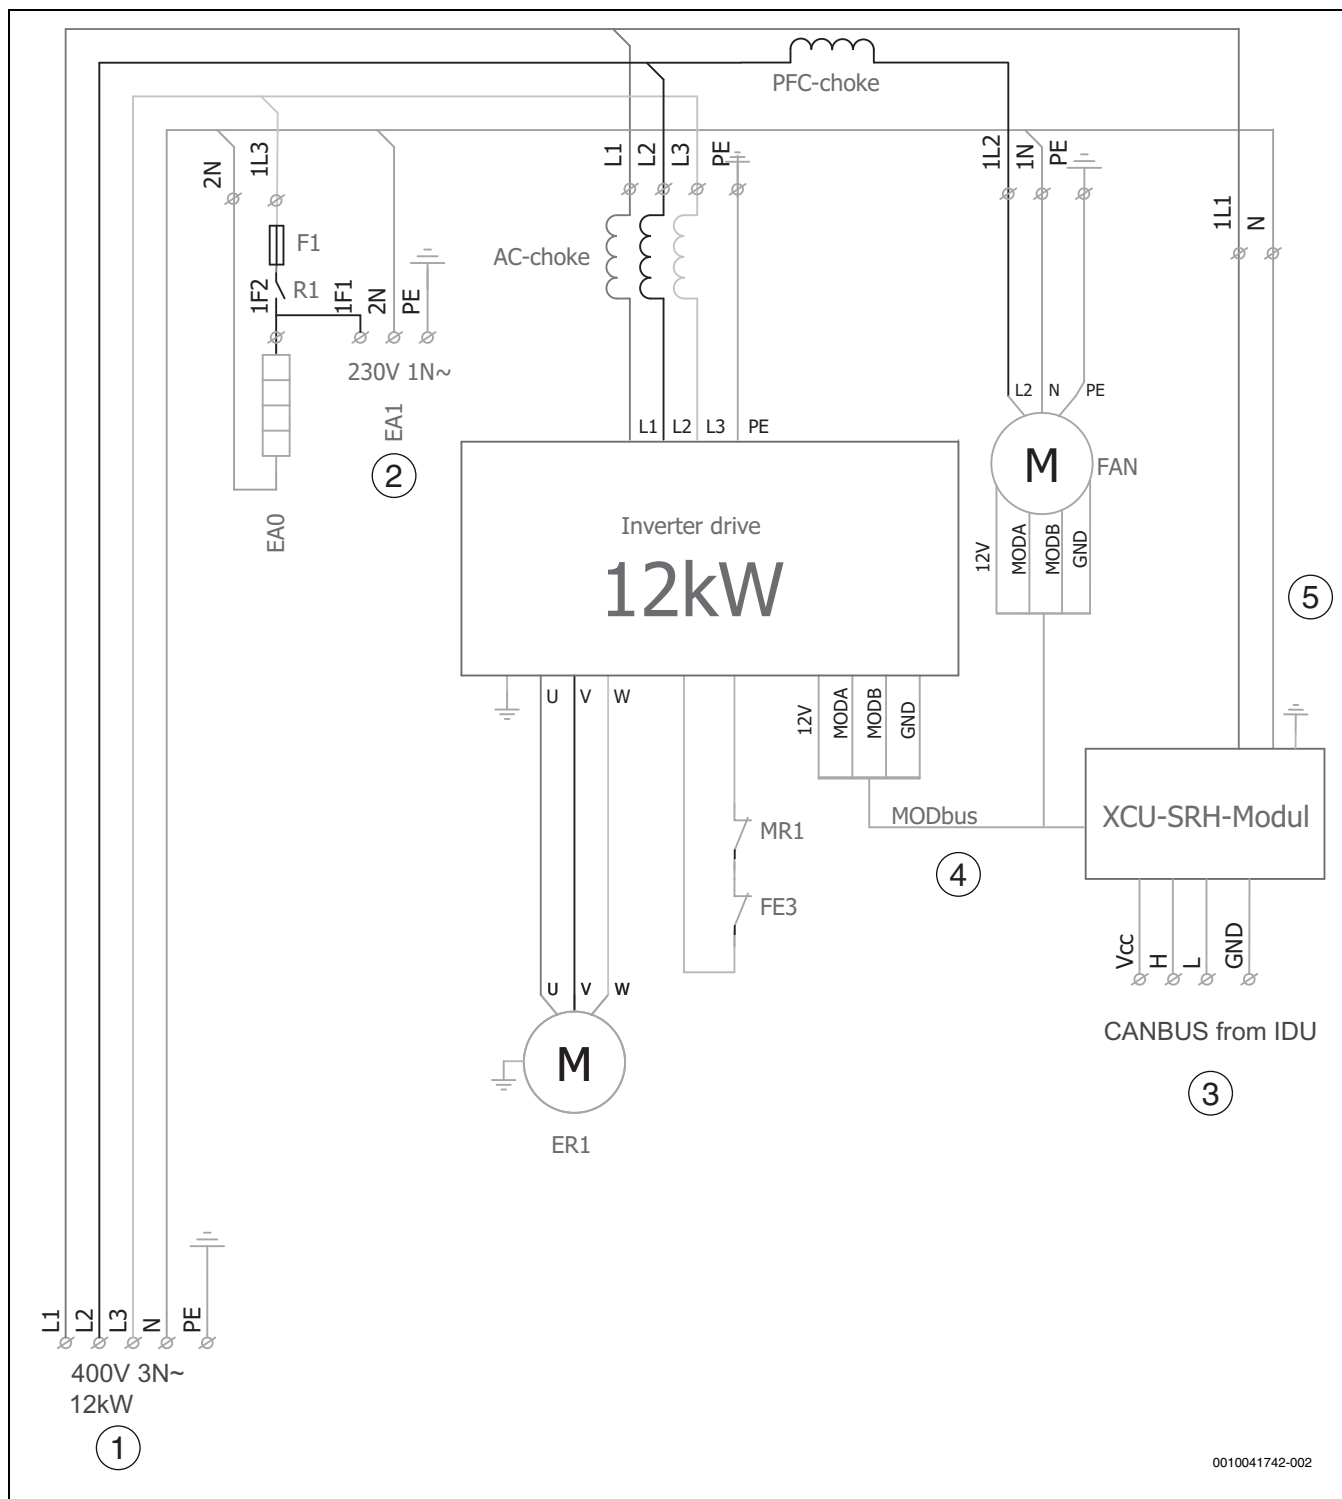 PFC-choke
2N
1L3
L1
L2
L3
PE
1L2
1N
PE
1L1
N
F1
AC-choke
1F2
R1
1F1
2N
PE
230V 1N~
L2
N
PE
EA1
L1
L2
L3
PE
2
M
FAN
EA0
Inverter drive
12kW
12V
MODA
MODB
GND
5
U
V
W
12V
MODA
MODB
GND
MODbus
XCU-SRH-Modul
MR1
4
FE3
Vcc
H
L
GND
U
V
W
CANBUS from IDU
M
3
ER1
L1
L2
L3
N
PE
400V 3N~
12kW
1
0010041742-002